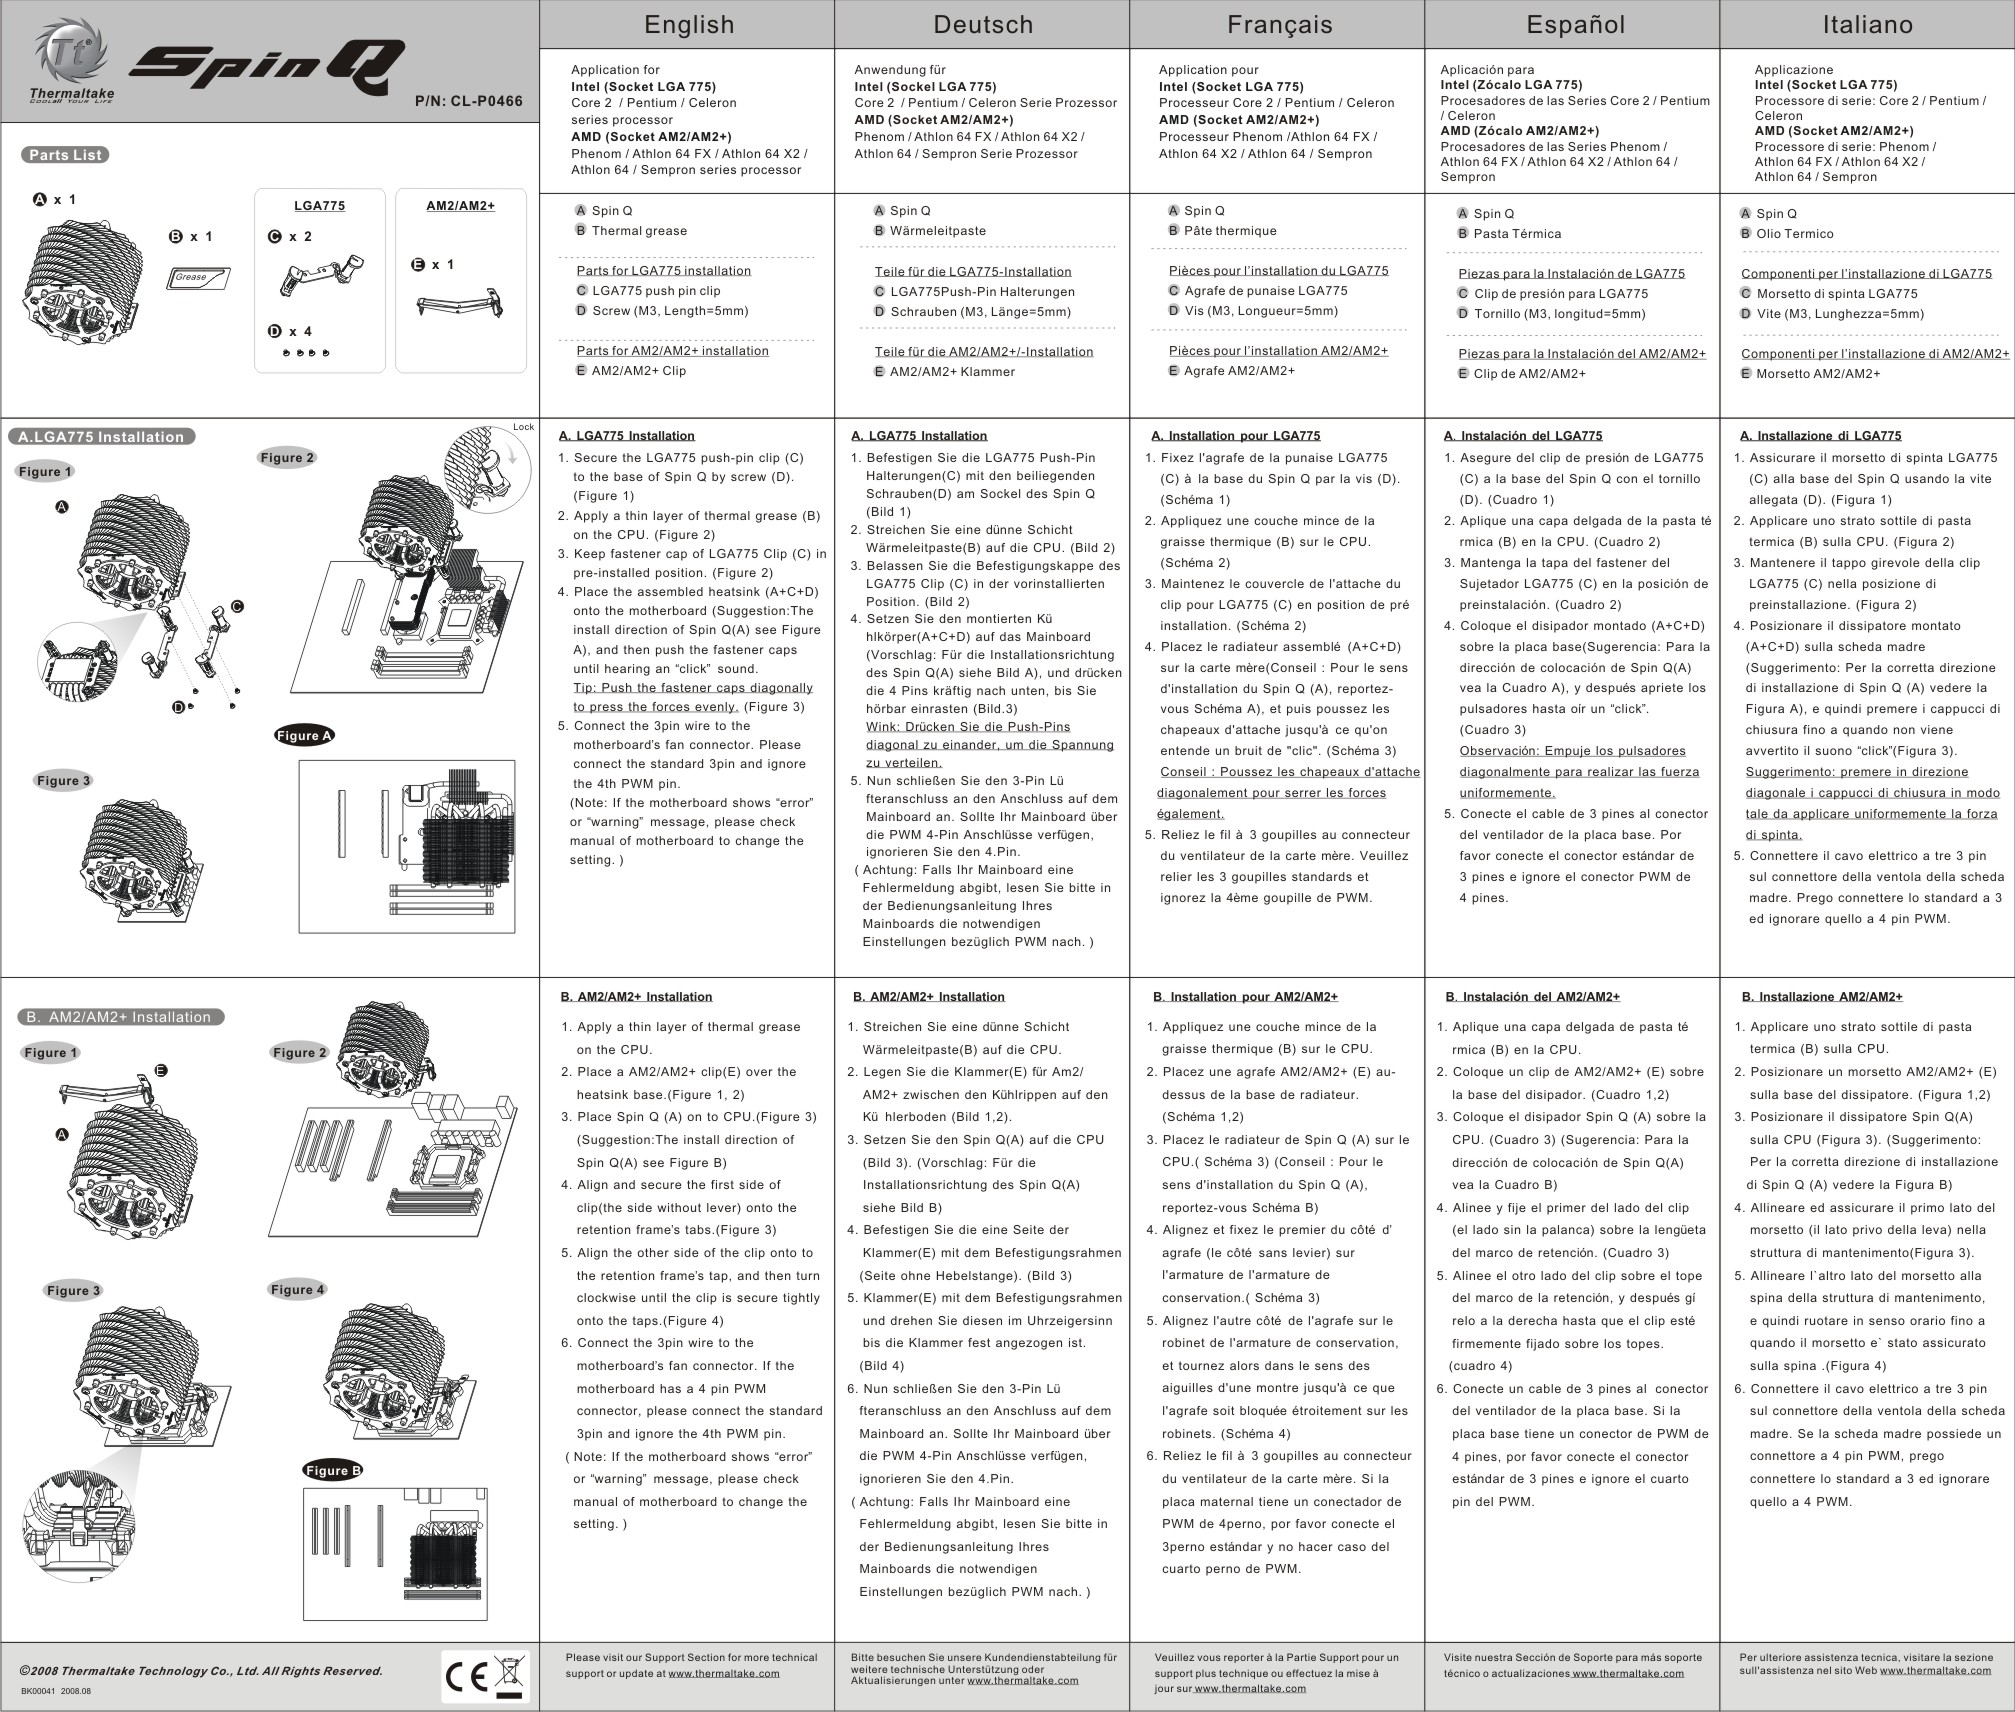 Tt®
Thermaltake
COOLall YOUR LIFE
SpinQ
P/N: CL-P0466
Parts List
A x 1
B x 1
Grease
LGA775
C x 2
D x 4
AM2/AM2+
E x 1
A.LGA775 Installation
Figure 1
A
C
D
Figure 2
Lock
Figure A
Figure 3
B. AM2/AM2+ Installation
Figure 1
E
A
Figure 2
Figure 3
Figure 4
Figure B
©2008 Thermaltake Technology Co., Ltd. All Rights Reserved.
BK00041 2008.08
CE
English
Application for
Intel (Socket LGA 775)
Core 2 / Pentium / Celeron
series processor
AMD (Socket AM2/AM2+)
Phenom / Athlon 64 FX / Athlon 64 X2 /
Athlon 64 / Sempron series processor
A Spin Q
B Thermal grease
Parts for LGA775 installation
C LGA775 push pin clip
D Screw (M3, Length=5mm)
Parts for AM2/AM2+ installation
E AM2/AM2+ Clip
A. LGA775 Installation
1. Secure the LGA775 push-pin clip (C)
to the base of Spin Q by screw (D).
(Figure 1)
2. Apply a thin layer of thermal grease (B)
on the CPU. (Figure 2)
3. Keep fastener cap of LGA775 Clip (C) in
pre-installed position. (Figure 2)
4. Place the assembled heatsink (A+C+D)
onto the motherboard (Suggestion:The
install direction of Spin Q(A) see Figure
A), and then push the fastener caps
until hearing an “click” sound.
Tip: Push the fastener caps diagonally
to press the forces evenly. (Figure 3)
5. Connect the 3pin wire to the
motherboard’s fan connector. Please
connect the standard 3pin and ignore
the 4th PWM pin.
(Note: If the motherboard shows “error”
or “warning” message, please check
manual of motherboard to change the
setting. )
B. AM2/AM2+ Installation
1. Apply a thin layer of thermal grease
on the CPU.
2. Place a AM2/AM2+ clip(E) over the
heatsink base.(Figure 1, 2)
3. Place Spin Q (A) on to CPU.(Figure 3)
(Suggestion:The install direction of
Spin Q(A) see Figure B)
4. Align and secure the first side of
clip(the side without lever) onto the
retention frame’s tabs.(Figure 3)
5. Align the other side of the clip onto to
the retention frame’s tap, and then turn
clockwise until the clip is secure tightly
onto the taps.(Figure 4)
6. Connect the 3pin wire to the
motherboard’s fan connector. If the
motherboard has a 4 pin PWM
connector, please connect the standard
3pin and ignore the 4th PWM pin.
( Note: If the motherboard shows “error”
or “warning” message, please check
manual of motherboard to change the
setting. )
Please visit our Support Section for more technical
support or update at www.thermaltake.com
Deutsch
Anwendung für
Intel (Sockel LGA 775)
Core 2 / Pentium / Celeron Serie Prozessor
AMD (Socket AM2/AM2+)
Phenom / Athlon 64 FX / Athlon 64 X2 /
Athlon 64 / Sempron Serie Prozessor
A Spin Q
B Wärmeleitpaste
Teile für die LGA775-Installation
C LGA775Push-Pin Halterungen
D Schrauben (M3, Länge=5mm)
Teile für die AM2/AM2+/-Installation
E AM2/AM2+ Klammer
A. LGA775 Installation
1. Befestigen Sie die LGA775 Push-Pin
Halterungen(C) mit den beiliegenden
Schrauben(D) am Sockel des Spin Q
(Bild 1)
2. Streichen Sie eine dünne Schicht
Wärmeleitpaste(B) auf die CPU. (Bild 2)
3. Belassen Sie die Befestigungskappe des
LGA775 Clip (C) in der vorinstallierten
Position. (Bild 2)
4. Setzen Sie den montierten Kü
hlkörper(A+C+D) auf das Mainboard
(Vorschlag: Für die Installationsrichtung
des Spin Q(A) siehe Bild A), und drücken
die 4 Pins kräftig nach unten, bis Sie
hörbar einrasten (Bild.3)
Wink: Drücken Sie die Push-Pins
diagonal zu einander, um die Spannung
zu verteilen.
5. Nun schließen Sie den 3-Pin Lü
fteranschluss an den Anschluss auf dem
Mainboard an. Sollte Ihr Mainboard über
die PWM 4-Pin Anschlüsse verfügen,
ignorieren Sie den 4.Pin.
( Achtung: Falls Ihr Mainboard eine
Fehlermeldung abgibt, lesen Sie bitte in
der Bedienungsanleitung Ihres
Mainboards die notwendigen
Einstellungen bezüglich PWM nach. )
B. AM2/AM2+ Installation
1. Streichen Sie eine dünne Schicht
Wärmeleitpaste(B) auf die CPU.
2. Legen Sie die Klammer(E) für Am2/
AM2+ zwischen den Kühlrippen auf den
Kü hlerboden (Bild 1,2).
3. Setzen Sie den Spin Q(A) auf die CPU
(Bild 3). (Vorschlag: Für die
Installationsrichtung des Spin Q(A)
siehe Bild B)
4. Befestigen Sie die eine Seite der
Klammer(E) mit dem Befestigungsrahmen
(Seite ohne Hebelstange). (Bild 3)
5. Klammer(E) mit dem Befestigungsrahmen
und drehen Sie diesen im Uhrzeigersinn
bis die Klammer fest angezogen ist.
(Bild 4)
6. Nun schließen Sie den 3-Pin Lü
fteranschluss an den Anschluss auf dem
Mainboard an. Sollte Ihr Mainboard über
die PWM 4-Pin Anschlüsse verfügen,
ignorieren Sie den 4.Pin.
( Achtung: Falls Ihr Mainboard eine
Fehlermeldung abgibt, lesen Sie bitte in
der Bedienungsanleitung Ihres
Mainboards die notwendigen
Einstellungen bezüglich PWM nach. )
Bitte besuchen Sie unsere Kundendienstabteilung für
weitere technische Unterstützung oder
Aktualisierungen unter www.thermaltake.com
Français
Application pour
Intel (Socket LGA 775)
Processeur Core 2 / Pentium / Celeron
AMD (Socket AM2/AM2+)
Processeur Phenom /Athlon 64 FX /
Athlon 64 X2 / Athlon 64 / Sempron
A Spin Q
B Pâte thermique
Pièces pour l’installation du LGA775
C Agrafe de punaise LGA775
D Vis (M3, Longueur=5mm)
Pièces pour l’installation AM2/AM2+
E Agrafe AM2/AM2+
A. Installation pour LGA775
1. Fixez l'agrafe de la punaise LGA775
(C) à la base du Spin Q par la vis (D).
(Schéma 1)
2. Appliquez une couche mince de la
graisse thermique (B) sur le CPU.
(Schéma 2)
3. Maintenez le couvercle de l'attache du
clip pour LGA775 (C) en position de pré
installation. (Schéma 2)
4. Placez le radiateur assemblé (A+C+D)
sur la carte mère(Conseil : Pour le sens
d'installation du Spin Q (A), reportez-
vous Schéma A), et puis poussez les
chapeaux d'attache jusqu'à ce qu'on
entende un bruit de "clic". (Schéma 3)
Conseil : Poussez les chapeaux d'attache
diagonalement pour serrer les forces
également.
5. Reliez le fil à 3 goupilles au connecteur
du ventilateur de la carte mère. Veuillez
relier les 3 goupilles standards et
ignorez la 4ème goupille de PWM.
B. Installation pour AM2/AM2+
1. Appliquez une couche mince de la
graisse thermique (B) sur le CPU.
2. Placez une agrafe AM2/AM2+ (E) au-
dessus de la base de radiateur.
(Schéma 1,2)
3. Placez le radiateur de Spin Q (A) sur le
CPU.( Schéma 3) (Conseil : Pour le
sens d'installation du Spin Q (A),
reportez-vous Schéma B)
4. Alignez et fixez le premier du côté d’
agrafe (le côté sans levier) sur
l'armature de l'armature de
conservation.( Schéma 3)
5. Alignez l'autre côté de l'agrafe sur le
robinet de l'armature de conservation,
et tournez alors dans le sens des
aiguilles d'une montre jusqu'à ce que
l'agrafe soit bloquée étroitement sur les
robinets. (Schéma 4)
6. Reliez le fil à 3 goupilles au connecteur
du ventilateur de la carte mère. Si la
placa maternal tiene un conectador de
PWM de 4perno, por favor conecte el
3perno estándar y no hacer caso del
cuarto perno de PWM.
Veuillez vous reporter à la Partie Support pour un
support plus technique ou effectuez la mise à
jour sur www.thermaltake.com
Español
Aplicación para
Intel (Zócalo LGA 775)
Procesadores de las Series Core 2 / Pentium
/ Celeron
AMD (Zócalo AM2/AM2+)
Procesadores de las Series Phenom /
Athlon 64 FX / Athlon 64 X2 / Athlon 64 /
Sempron
A Spin Q
B Pasta Térmica
Piezas para la Instalación de LGA775
C Clip de presión para LGA775
D Tornillo (M3, longitud=5mm)
Piezas para la Instalación del AM2/AM2+
E Clip de AM2/AM2+
A. Instalación del LGA775
1. Asegure del clip de presión de LGA775
(C) a la base del Spin Q con el tornillo
(D). (Cuadro 1)
2. Aplique una capa delgada de la pasta té
rmica (B) en la CPU. (Cuadro 2)
3. Mantenga la tapa del fastener del
Sujetador LGA775 (C) en la posición de
preinstalación. (Cuadro 2)
4. Coloque el disipador montado (A+C+D)
sobre la placa base(Sugerencia: Para la
dirección de colocación de Spin Q(A)
vea la Cuadro A), y después apriete los
pulsadores hasta oír un “click”.
(Cuadro 3)
Observación: Empuje los pulsadores
diagonalmente para realizar las fuerza
uniformemente.
5. Conecte el cable de 3 pines al conector
del ventilador de la placa base. Por
favor conecte el conector estándar de
3 pines e ignore el conector PWM de
4 pines.
B. Instalación del AM2/AM2+
1. Aplique una capa delgada de pasta té
rmica (B) en la CPU.
2. Coloque un clip de AM2/AM2+ (E) sobre
la base del disipador. (Cuadro 1,2)
3. Coloque el disipador Spin Q (A) sobre la
CPU. (Cuadro 3) (Sugerencia: Para la
dirección de colocación de Spin Q(A)
vea la Cuadro B)
4. Alinee y fije el primer del lado del clip
(el lado sin la palanca) sobre la lengüeta
del marco de retención. (Cuadro 3)
5. Alinee el otro lado del clip sobre el tope
del marco de la retención, y después gí
relo a la derecha hasta que el clip esté
firmemente fijado sobre los topes.
(cuadro 4)
6. Conecte un cable de 3 pines al conector
del ventilador de la placa base. Si la
placa base tiene un conector de PWM de
4 pines, por favor conecte el conector
estándar de 3 pines e ignore el cuarto
pin del PWM.
Visite nuestra Sección de Soporte para más soporte
técnico o actualizaciones www.thermaltake.com
Italiano
Applicazione
Intel (Socket LGA 775)
Processore di serie: Core 2 / Pentium /
Celeron
AMD (Socket AM2/AM2+)
Processore di serie: Phenom /
Athlon 64 FX / Athlon 64 X2 /
Athlon 64 / Sempron
A Spin Q
B Olio Termico
Componenti per l’installazione di LGA775
C Morsetto di spinta LGA775
D Vite (M3, Lunghezza=5mm)
Componenti per l’installazione di AM2/AM2+
E Morsetto AM2/AM2+
A. Installazione di LGA775
1. Assicurare il morsetto di spinta LGA775
(C) alla base del Spin Q usando la vite
allegata (D). (Figura 1)
2. Applicare uno strato sottile di pasta
termica (B) sulla CPU. (Figura 2)
3. Mantenere il tappo girevole della clip
LGA775 (C) nella posizione di
preinstallazione. (Figura 2)
4. Posizionare il dissipatore montato
(A+C+D) sulla scheda madre
(Suggerimento: Per la corretta direzione
di installazione di Spin Q (A) vedere la
Figura A), e quindi premere i cappucci di
chiusura fino a quando non viene
avvertito il suono “click”(Figura 3).
Suggerimento: premere in direzione
diagonale i cappucci di chiusura in modo
tale da applicare uniformemente la forza
di spinta.
5. Connettere il cavo elettrico a tre 3 pin
sul connettore della ventola della scheda
madre. Prego connettere lo standard a 3
ed ignorare quello a 4 pin PWM.
B. Installazione AM2/AM2+
1. Applicare uno strato sottile di pasta
termica (B) sulla CPU.
2. Posizionare un morsetto AM2/AM2+ (E)
sulla base del dissipatore. (Figura 1,2)
3. Posizionare il dissipatore Spin Q(A)
sulla CPU (Figura 3). (Suggerimento:
Per la corretta direzione di installazione
di Spin Q (A) vedere la Figura B)
4. Allineare ed assicurare il primo lato del
morsetto (il lato privo della leva) nella
struttura di mantenimento(Figura 3).
5. Allineare l`altro lato del morsetto alla
spina della struttura di mantenimento,
e quindi ruotare in senso orario fino a
quando il morsetto e` stato assicurato
sulla spina .(Figura 4)
6. Connettere il cavo elettrico a tre 3 pin
sul connettore della ventola della scheda
madre. Se la scheda madre possiede un
connettore a 4 pin PWM, prego
connettere lo standard a 3 ed ignorare
quello a 4 PWM.
Per ulteriore assistenza tecnica, visitare la sezione
sull'assistenza nel sito Web www.thermaltake.com